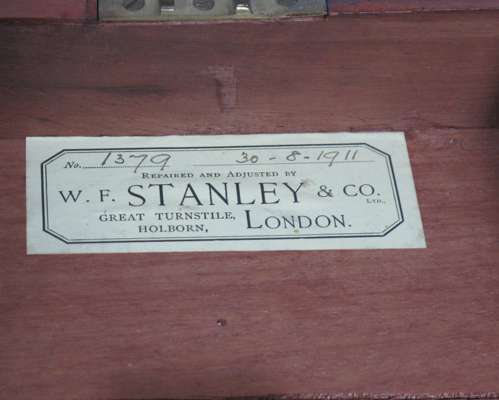 No. 1379 30-8-1911
REPAIRED AND ADJUSTED BY
W. F. STANLEY & CO. LTD.,
GREAT TURNSTILE,
HOLBORN, LONDON.